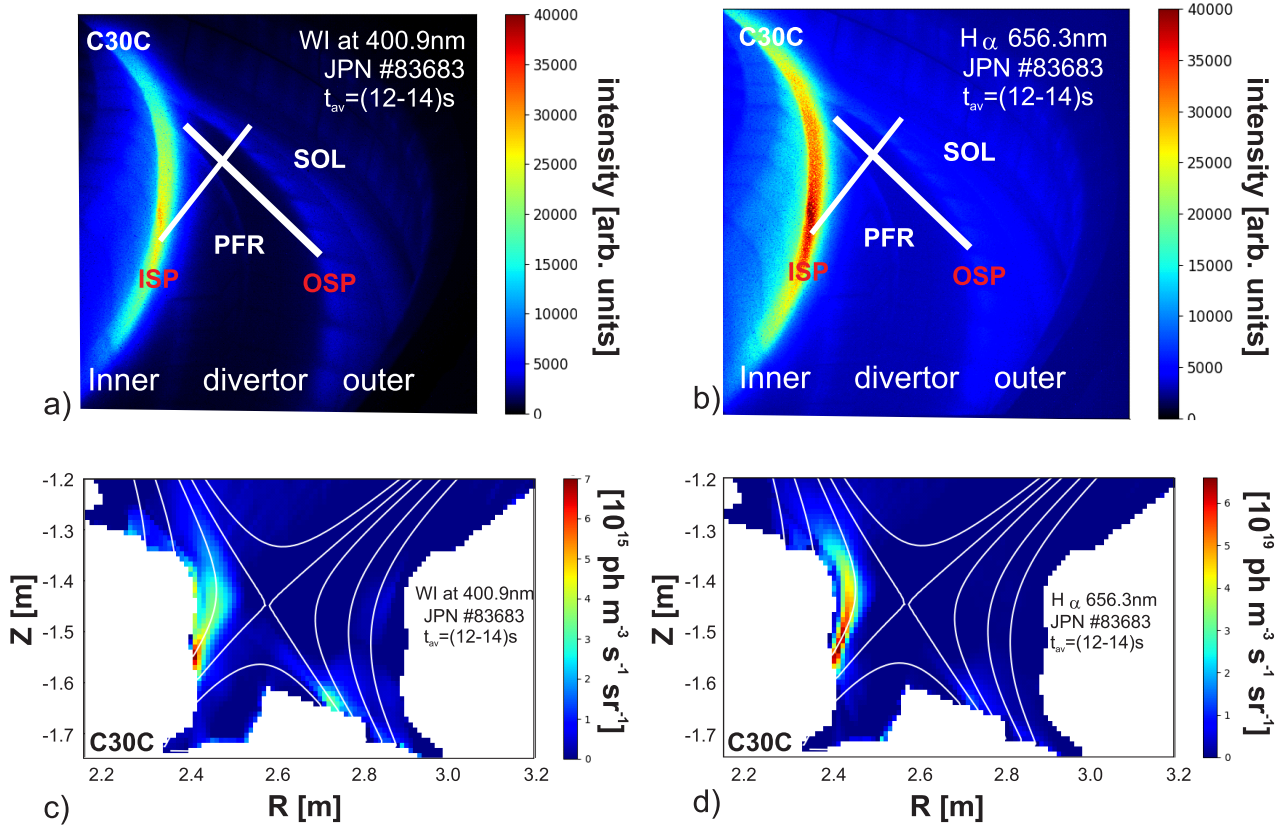 C30C
WI at 400.9nm
JPN #83683
t_av=(12-14)s
SOL
PFR
ISP
OSP
Inner divertor outer
a)
40000
35000
30000
25000
20000
15000
10000
5000
0
intensity [arb. units]
C30C
H α 656.3nm
JPN #83683
t_av=(12-14)s
SOL
PFR
ISP
OSP
Inner divertor outer
b)
40000
35000
30000
25000
20000
15000
10000
5000
0
intensity [arb. units]
-1.2
-1.3
-1.4
-1.5
-1.6
-1.7
Z [m]
WI at 400.9nm
JPN #83683
t_av=(12-14)s
C30C
2.2 2.4 2.6 2.8 3.0 3.2
R [m]
c)
7
6
5
4
3
2
1
0
[10^15 ph m^-3 s^-1 sr^-1]
-1.2
-1.3
-1.4
-1.5
-1.6
-1.7
Z [m]
H α 656.3nm
JPN #83683
t_av=(12-14)s
C30C
2.2 2.4 2.6 2.8 3.0 3.2
R [m]
d)
6
5
4
3
2
1
0
[10^19 ph m^-3 s^-1 sr^-1]